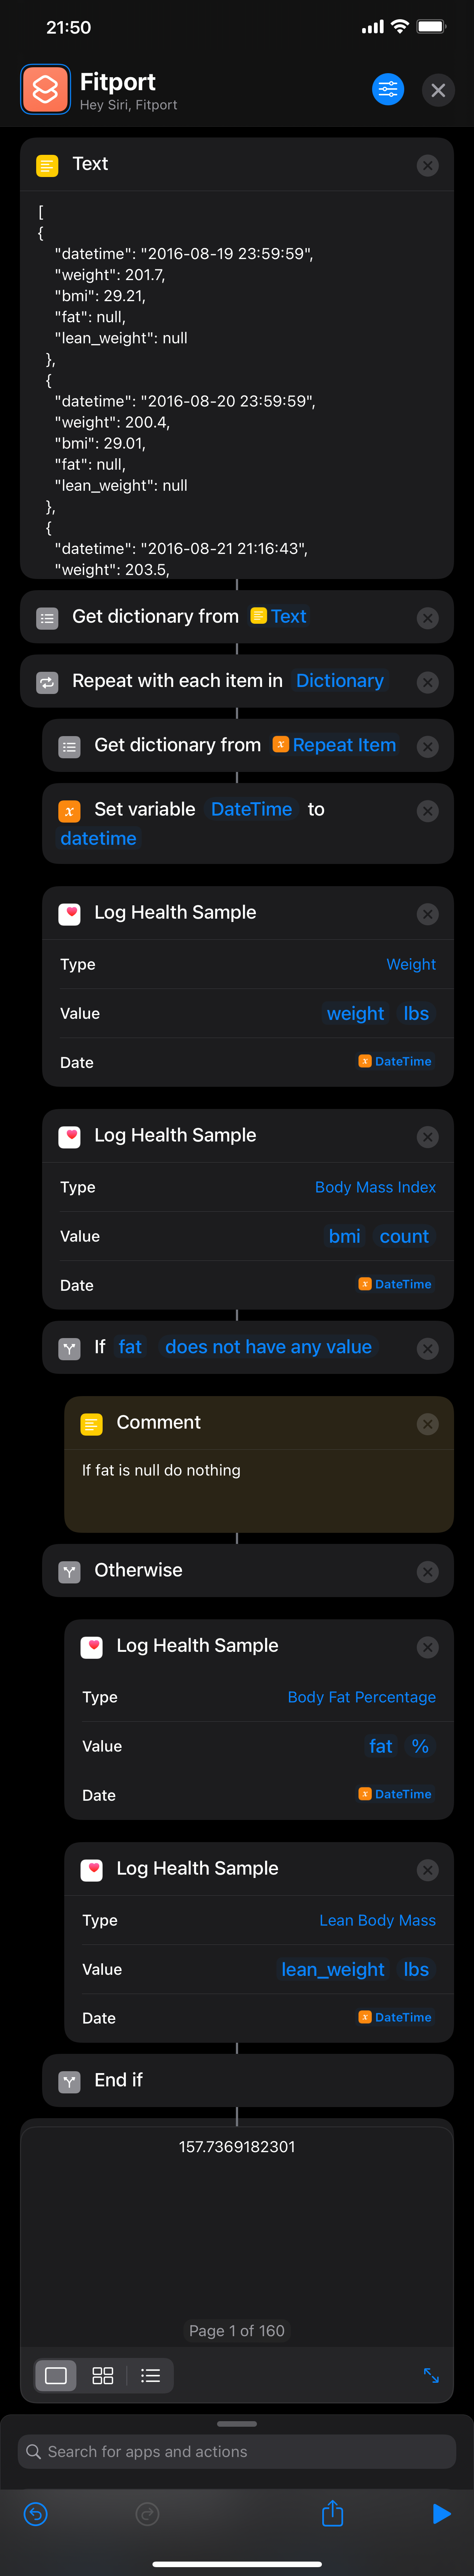 21:50
Fitport
Hey Siri, Fitport
Text
[
{
"datetime": "2016-08-19 23:59:59",
"weight": 201.7,
"bmi": 29.21,
"fat": null,
"lean_weight": null
},
{
"datetime": "2016-08-20 23:59:59",
"weight": 200.4,
"bmi": 29.01,
"fat": null,
"lean_weight": null
},
{
"datetime": "2016-08-21 21:16:43",
"weight": 203.5,
Get dictionary from Text
Repeat with each item in Dictionary
Get dictionary from x Repeat Item
x Set variable DateTime to
datetime
Log Health Sample
Type Weight
Value weight lbs
Date x DateTime
Log Health Sample
Type Body Mass Index
Value bmi count
Date x DateTime
If fat does not have any value
Comment
If fat is null do nothing
Otherwise
Log Health Sample
Type Body Fat Percentage
Value fat %
Date x DateTime
Log Health Sample
Type Lean Body Mass
Value lean_weight lbs
Date x DateTime
End if
157.7369182301
Page 1 of 160
Search for apps and actions